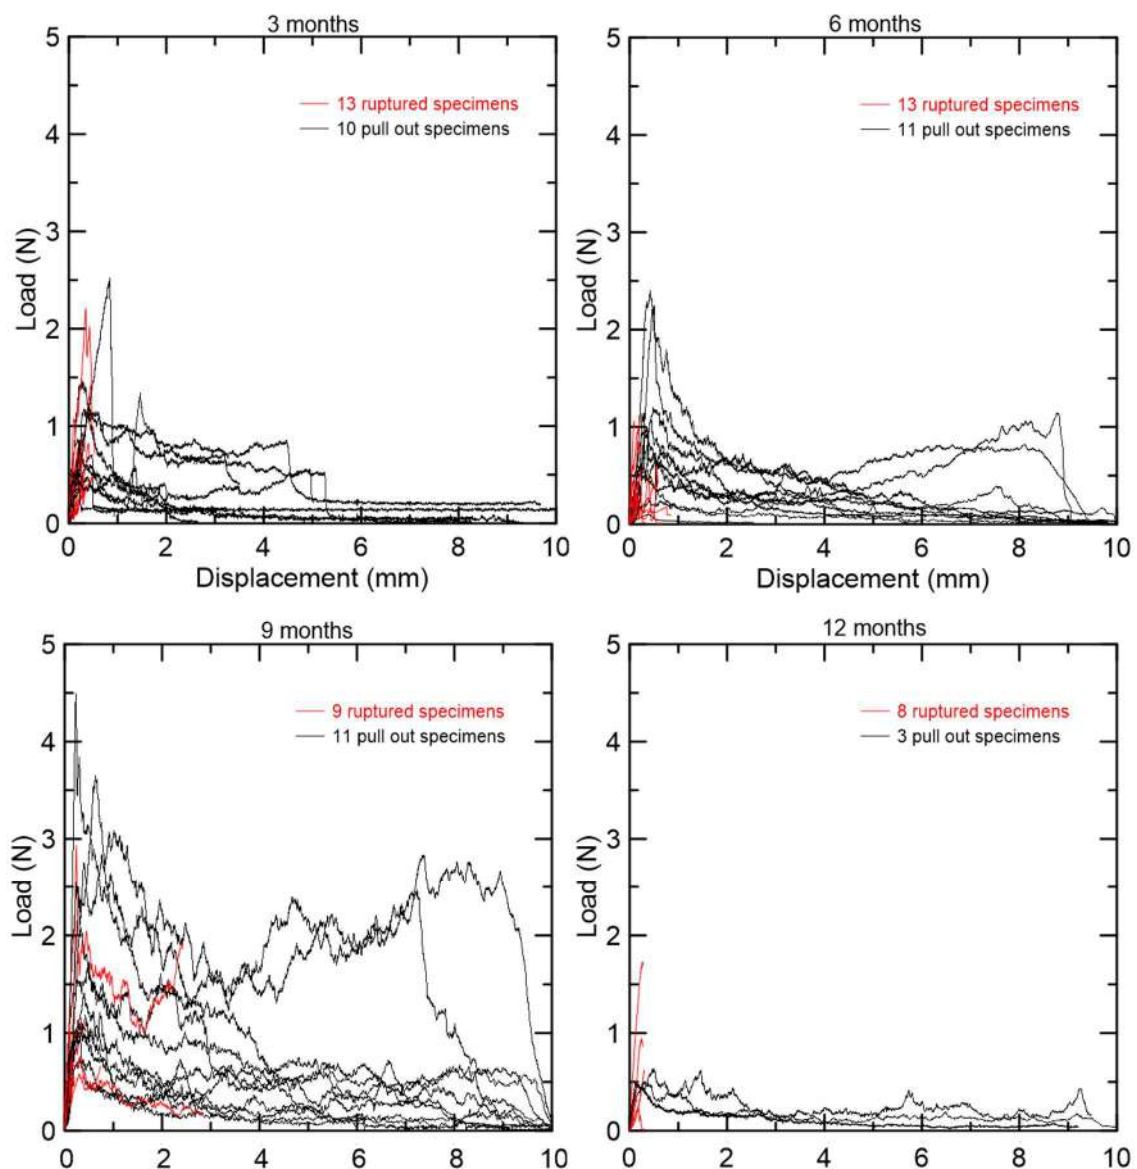 3 months
5
4
3
2
1
0
Load (N)
13 ruptured specimens
10 pull out specimens
0 2 4 6 8 10
Displacement (mm)
6 months
5
4
3
2
1
0
Load (N)
13 ruptured specimens
11 pull out specimens
0 2 4 6 8 10
Displacement (mm)
9 months
5
4
3
2
1
0
Load (N)
9 ruptured specimens
11 pull out specimens
0 2 4 6 8 10
12 months
5
4
3
2
1
0
Load (N)
8 ruptured specimens
3 pull out specimens
0 2 4 6 8 10